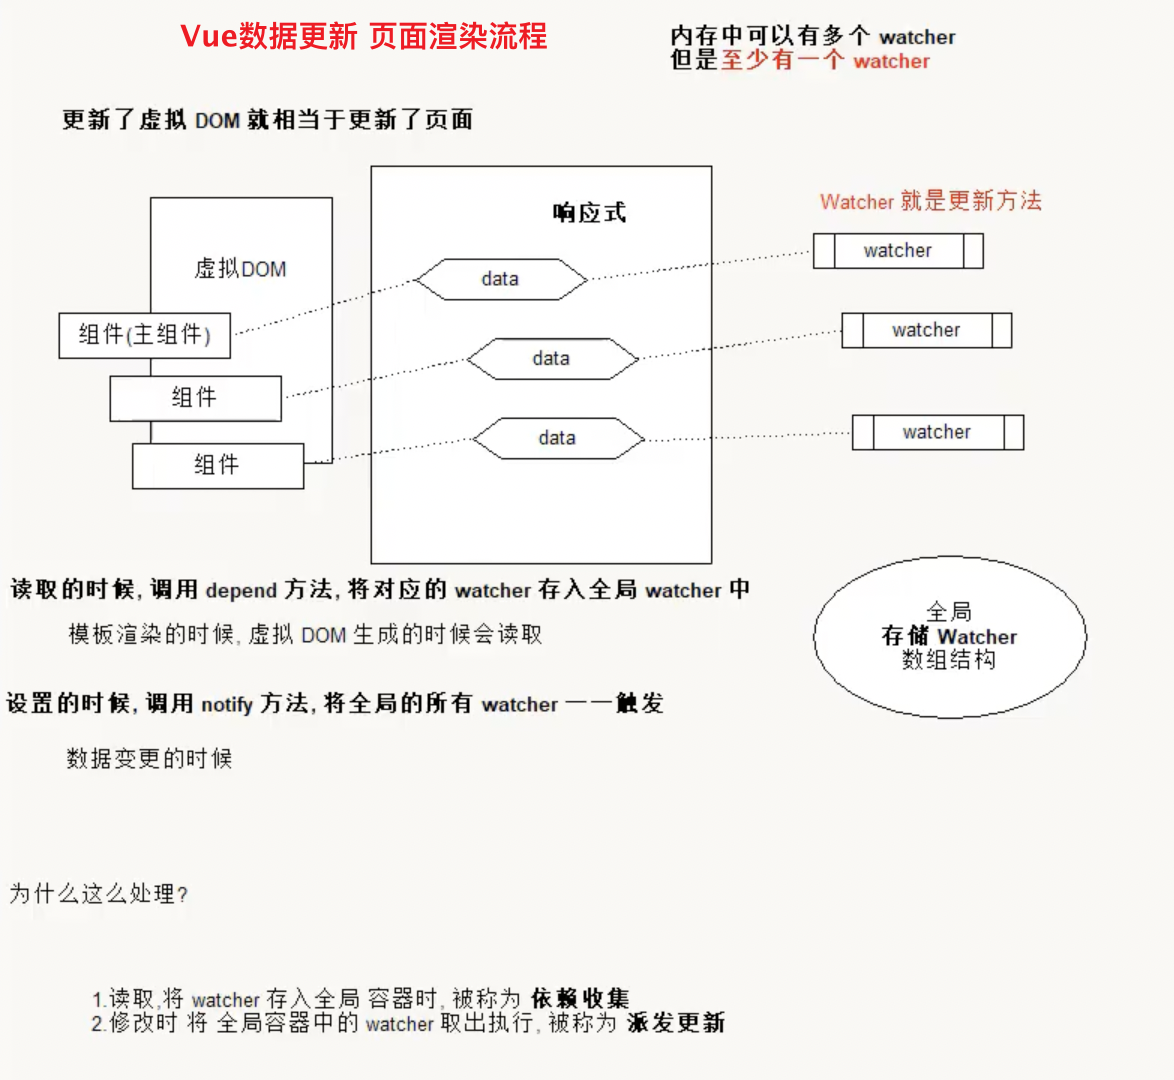 Vue数据更新 页面渲染流程
内存中可以有多个 watcher
但是至少有一个 watcher
更新了虚拟 DOM 就相当于更新了页面
响应式
Watcher 就是更新方法
虚拟DOM
data
watcher
组件(主组件)
data
watcher
组件
data
watcher
组件
读取的时候, 调用 depend 方法, 将对应的 watcher 存入全局 watcher 中
模板渲染的时候, 虚拟 DOM 生成的时候会读取
全局
存储 Watcher
数组结构
设置的时候, 调用 notify 方法, 将全局的所有 watcher 一一触发
数据变更的时候
为什么这么处理?
1.读取,将 watcher 存入全局 容器时, 被称为 依赖收集
2.修改时 将 全局容器中的 watcher 取出执行, 被称为 派发更新